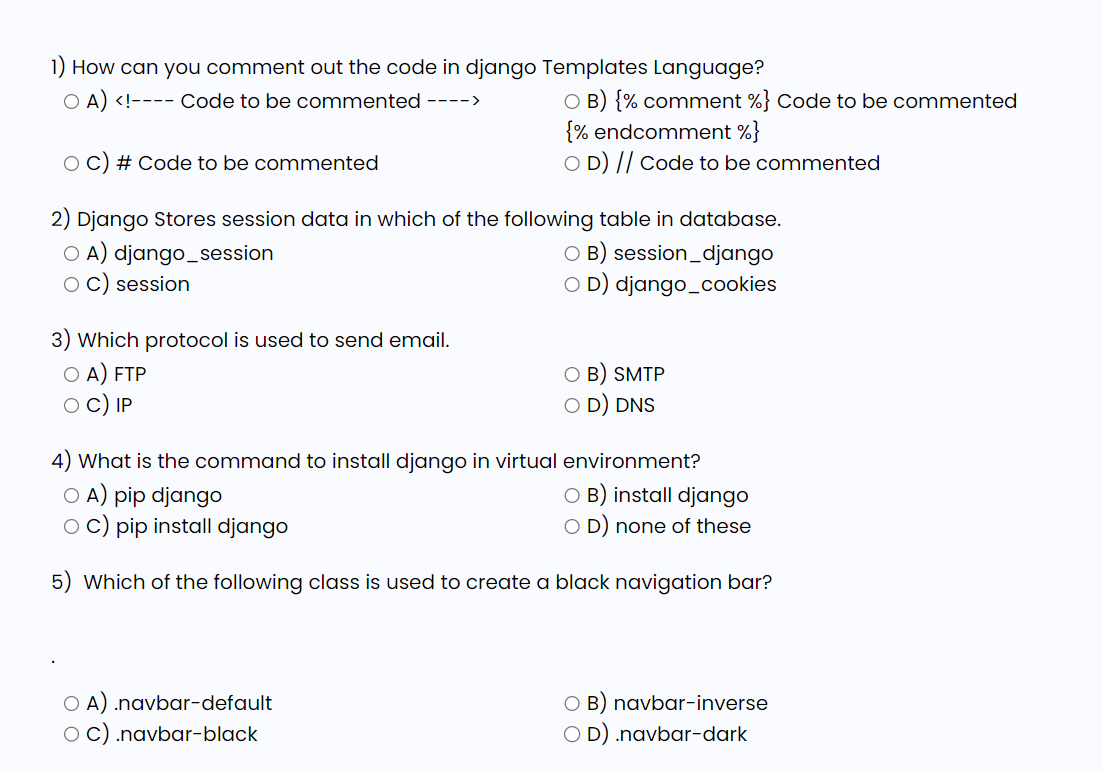 1) How can you comment out the code in django Templates Language?
A) <!---- Code to be commented ---->
B) {% comment %} Code to be commented
{% endcomment %}
C) # Code to be commented
D) // Code to be commented
2) Django Stores session data in which of the following table in database.
A) django_session
B) session_django
C) session
D) django_cookies
3) Which protocol is used to send email.
A) FTP
B) SMTP
C) IP
D) DNS
4) What is the command to install django in virtual environment?
A) pip django
B) install django
C) pip install django
D) none of these
5) Which of the following class is used to create a black navigation bar?
.
A) .navbar-default
B) navbar-inverse
C) .navbar-black
D) .navbar-dark